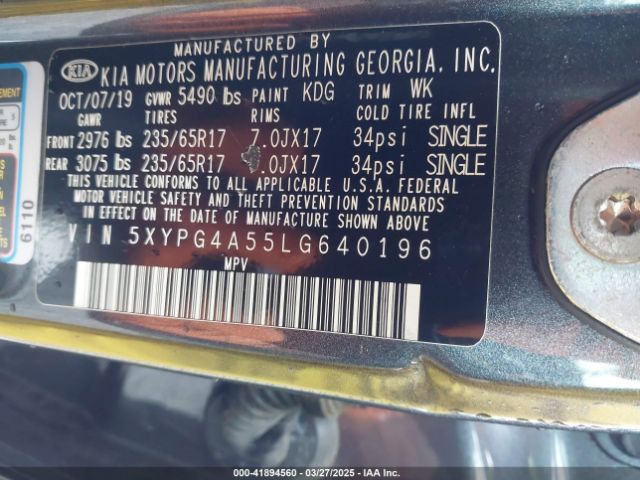 MANUFACTURED BY
KIA KIA MOTORS MANUFACTURING GEORGIA, INC.
OCT/07/19 GVWR 5490 lbs PAINT KDG TRIM WK
GAWR TIRES RIMS COLD TIRE INFL
FRONT 2976 lbs 235/65R17 7.0JX17 34psi SINGLE
REAR 3075 lbs 235/65R17 .0JX17 34psi SINGLE
THIS VEHICLE CONFORMS TO ALL APPLICABLE U.S.A. FEDERAL
MOTOR VEHICLE SAFETY AND THEFT PREVENTION STANDARDS
IN EFFECT ON THE DATE OF MANUFACTURE SHOWN ABOVE
VIN 5XYPG4A55LG640196
MPV
6110
000-41894560 | 03/27/2025 | IAA Inc.